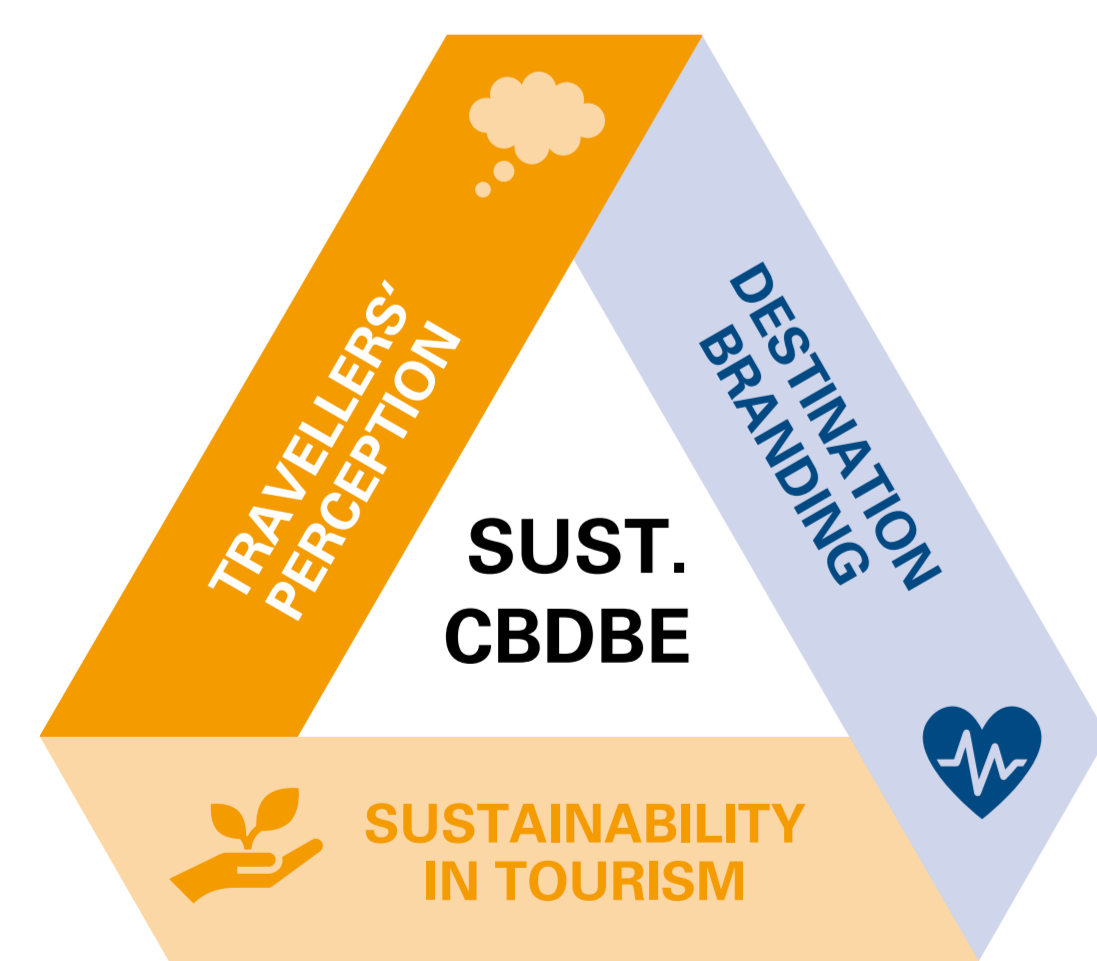 TRAVELLERS’
PERCEPTION
DESTINATION
BRANDING
SUST.
CBDBE
SUSTAINABILITY
IN TOURISM